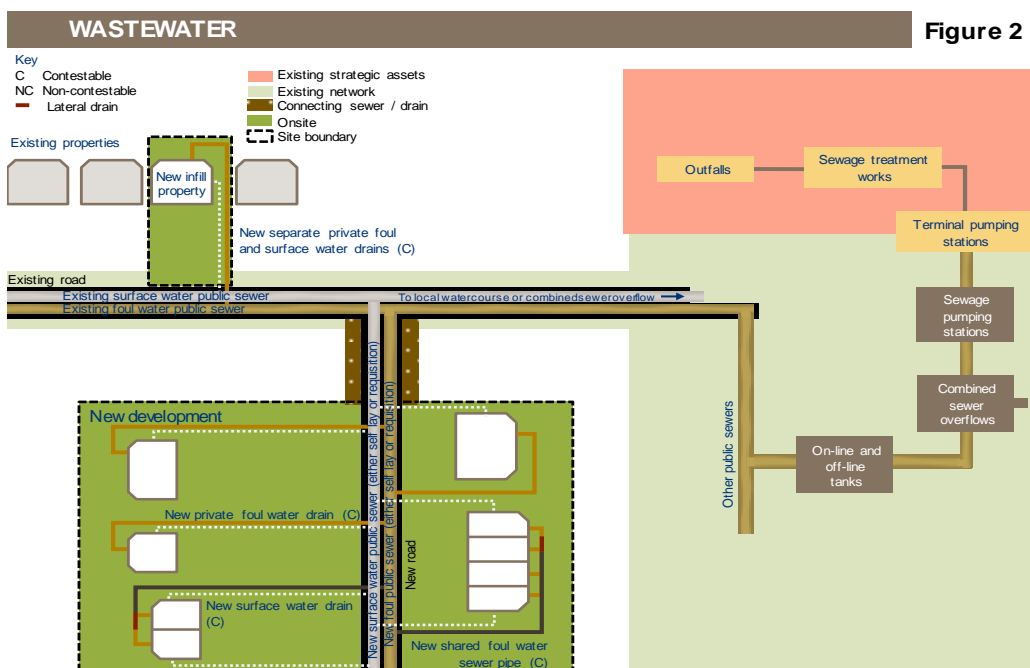 WASTEWATER
Figure 2
Key
C Contestable
NC Non-contestable
Lateral drain
Existing strategic assets
Existing network
Connecting sewer / drain
Onsite
Site boundary
Existing properties
New infill
property
New separate private foul
and surface water drains (C)
Outfalls
Sewage treatment
works
Terminal pumping
stations
Existing road
Existing surface water public sewer
To local watercourse or combined sewer overflow
Existing foul water public sewer
Sewage
pumping
stations
Combined
sewer
overflows
On-line and
off-line
tanks
Other public sewers
New development
New surface water public sewer (either self lay or requisition)
New foul public sewer (either self lay or requisition)
New private foul water drain (C)
New road
New surface water drain
(C)
New shared foul water
sewer pipe (C)